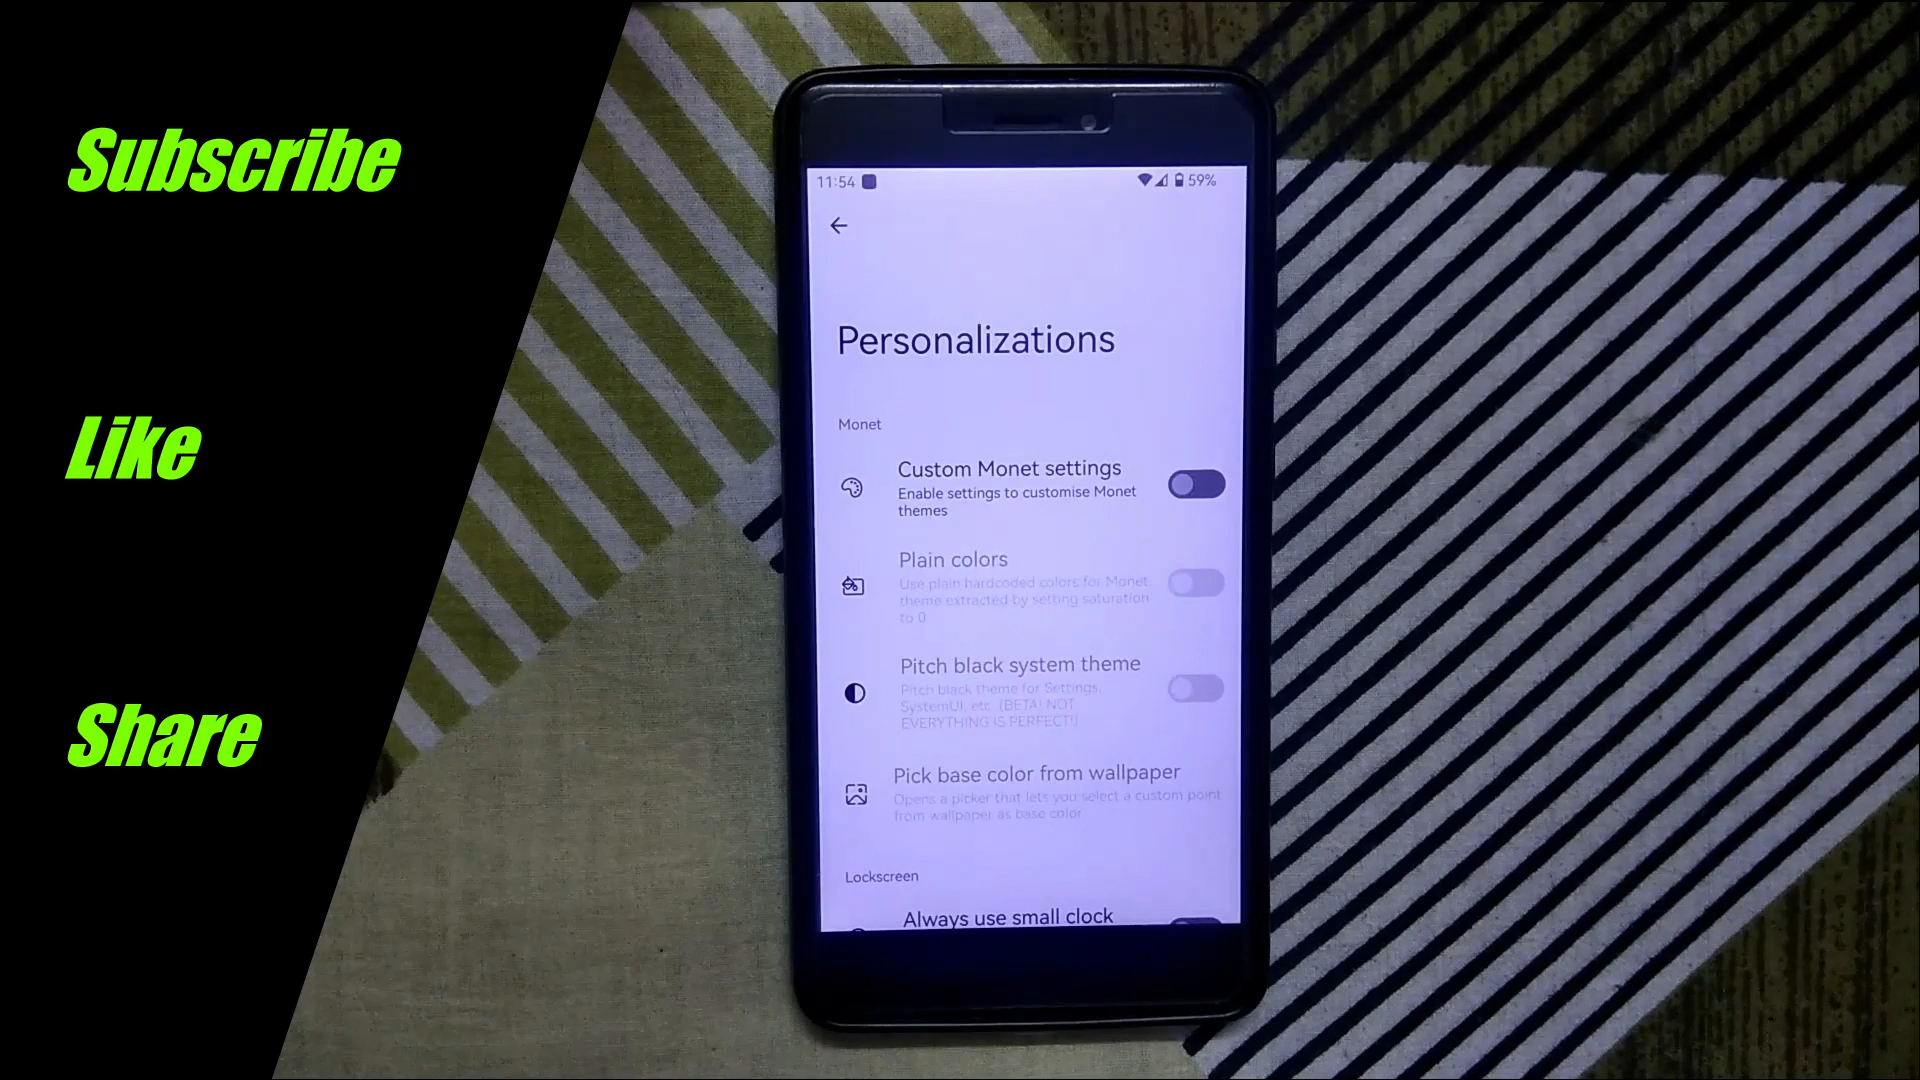 Subscribe
Like
Share
11:54
59%
Personalizations
Monet
Custom Monet settings
Enable settings to customise Monet
themes
Plain colors
Use plain hardcoded colors for Monet
theme extracted by setting saturation
to 0
Pitch black system theme
Pitch black theme for Settings,
SystemUI, etc. (BETA! NOT
EVERYTHING IS PERFECT!)
Pick base color from wallpaper
Opens a picker that lets you select a custom point
from wallpaper as base color
Lockscreen
Always use small clock